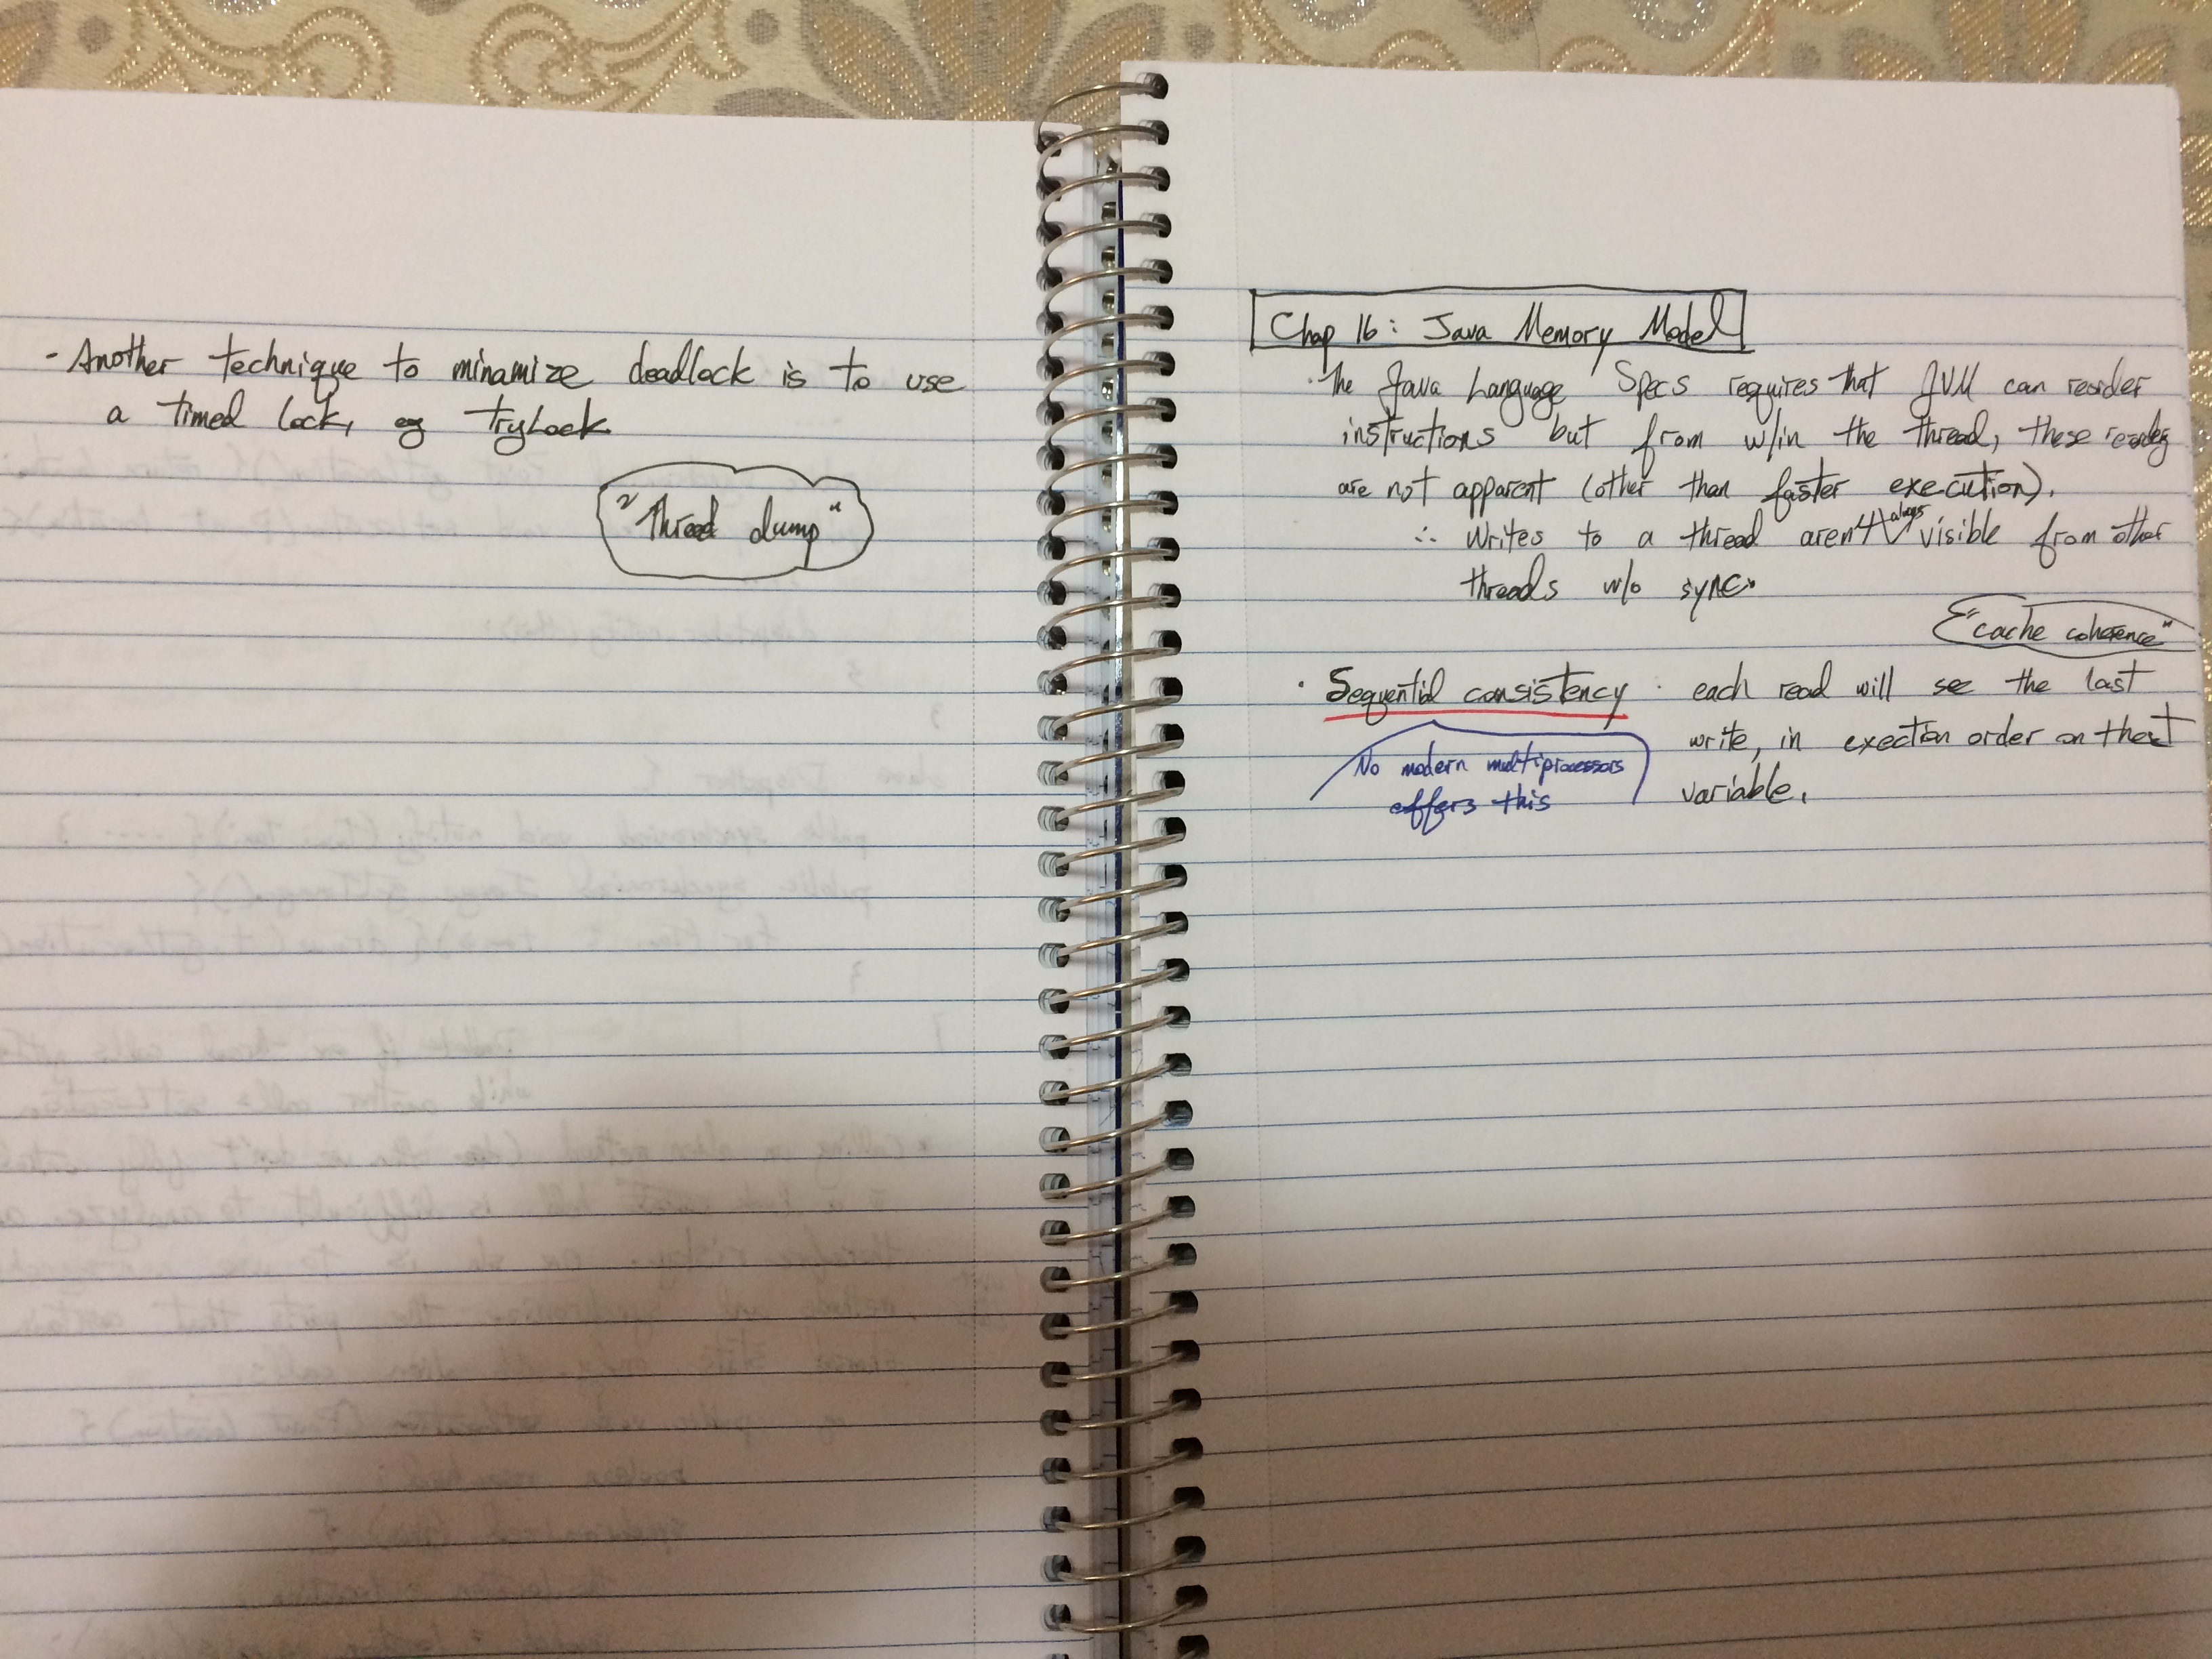 - Another technique to minamize deadlock is to use
a timed lock, eg tryLock.
"Thread dump"
Chap 16: Java Memory Model
· The Java Language Specs requires that JVM can reorder
instructions but from w/in the thread, these
are not apparent (other than faster execution).
∴ writes to a thread aren't always visible from other
threads w/o sync.
"cache coherence"
· Sequential consistency : each read will see the last
write, in execution order on that
variable.
No modern multiprocessors
offers this